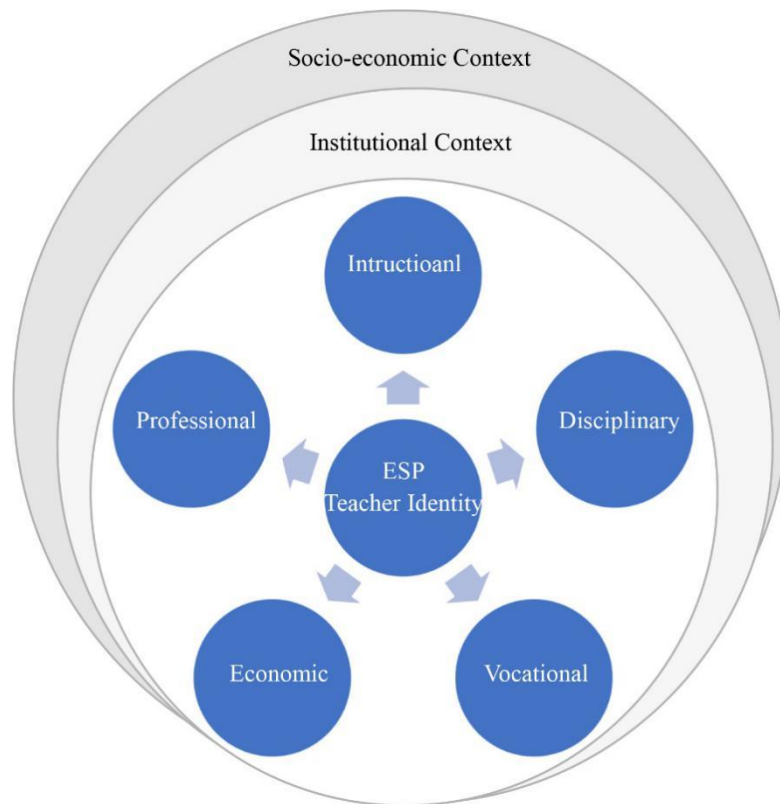 Socio-economic Context
Institutional Context
Intructioanl
Professional
Disciplinary
ESP
Teacher Identity
Economic
Vocational